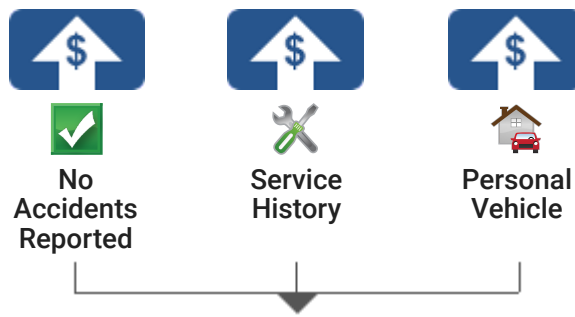 $ $ $
No
Accidents
Reported
Service
History
Personal
Vehicle